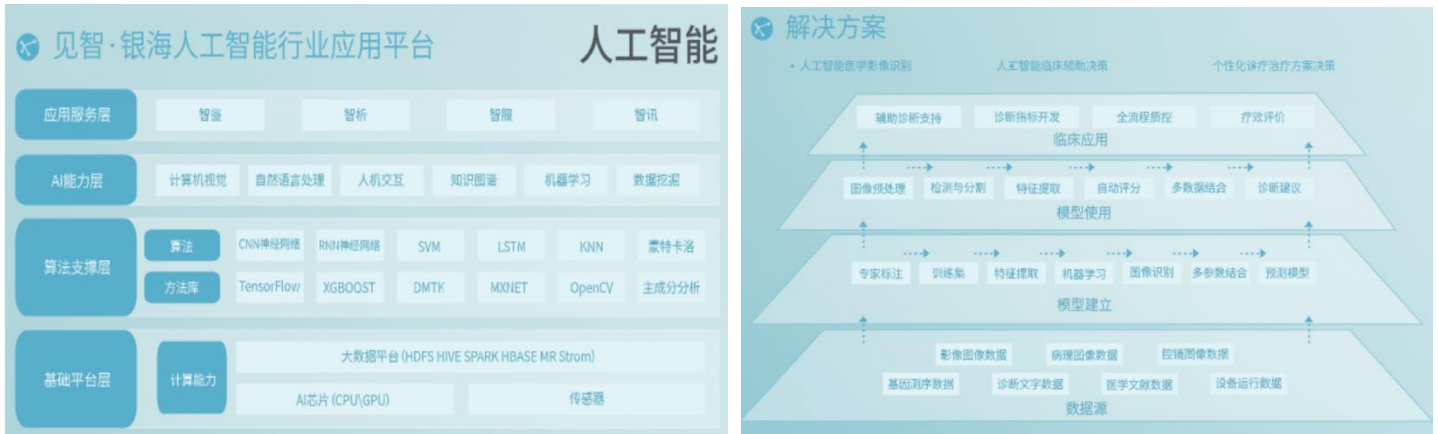 见智·银海人工智能行业应用平台
人工智能
应用服务层
智鉴 智析 智服 智讯
AI能力层
计算机视觉 自然语言处理 人机交互 知识图谱 机器学习 数据挖掘
算法支撑层
算法 CNN神经网络 RNN神经网络 SVM LSTM KNN 蒙特卡洛
方法库 TensorFlow XGBOOST DMTK MXNET OpenCV 主成分分析
基础平台层
计算能力
大数据平台(HDFS HIVE SPARK HBASE MR Strom)
AI芯片(CPU\GPU) 传感器
解决方案
• 人工智能医学影像识别 人工智能临床辅助决策 个性化诊疗治疗方案决策
辅助诊断支持 诊断指标开发 全流程质控 疗效评价
临床应用
图像预处理 检测与分割 特征提取 自动评分 多数据结合 诊断建议
模型使用
专家标注 训练集 特征提取 机器学习 图像识别 多参数结合 预测模型
模型建立
影像图像数据 病理图像数据 腔镜图像数据
基因测序数据 诊断文字数据 医学文献数据 设备运行数据
数据源